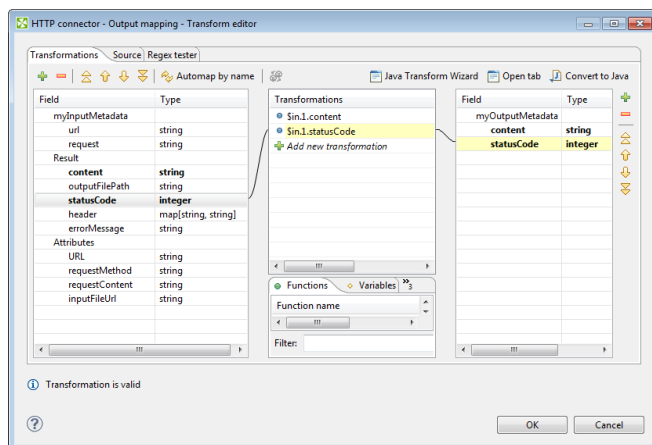 HTTP connector - Output mapping - Transform editor
Transformations Source Regex tester
Automap by name Java Transform Wizard Open tab Convert to Java
Field Type
myInputMetadata
url string
request string
Result
content string
outputFilePath string
statusCode integer
header map[string, string]
errorMessage string
Attributes
URL string
requestMethod string
requestContent string
inputFileUrl string
Transformations
$in.1.content
$in.1.statusCode
Add new transformation
Functions Variables »3
Function name
Filter:
Field Type
myOutputMetadata
content string
statusCode integer
Transformation is valid
OK Cancel